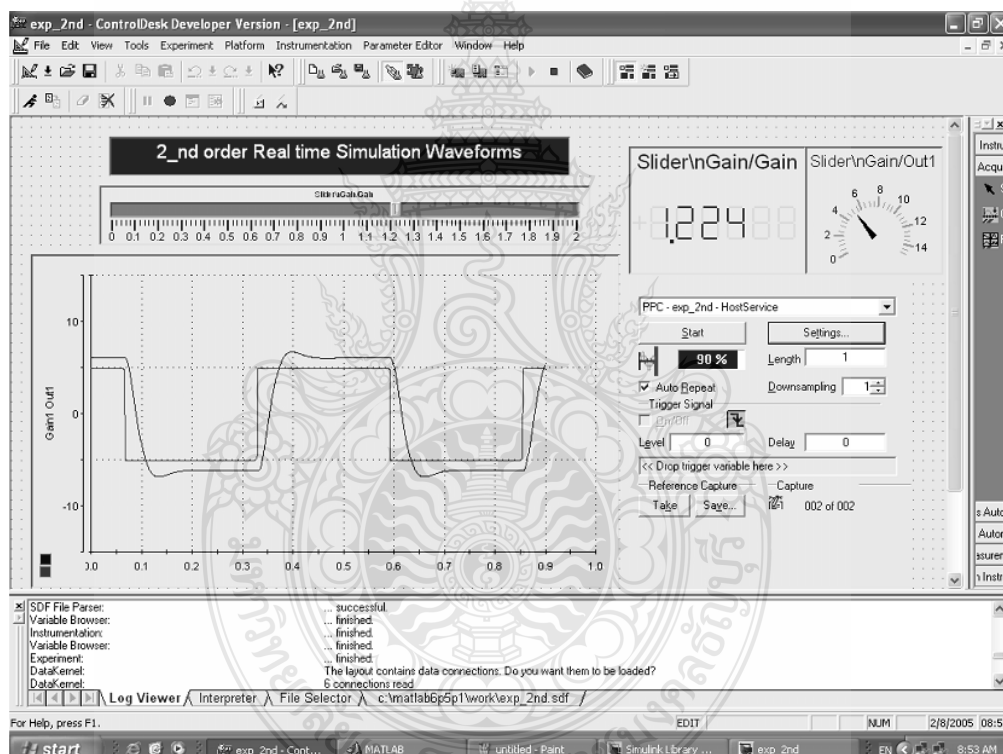 exp_2nd - ControlDesk Developer Version - [exp_2nd]
File Edit View Tools Experiment Platform Instrumentation Parameter Editor Window Help
2_nd order Real time Simulation Waveforms
Slider\nGain/Gain
0 0.1 0.2 0.3 0.4 0.5 0.6 0.7 0.8 0.9 1 1.1 1.2 1.3 1.4 1.5 1.6 1.7 1.8 1.9 2
Slider\nGain/Gain
1.224
Slider\nGain/Out1
0 2 4 6 8 10 12 14
Gain1 Out1
10
0
-10
0.0 0.1 0.2 0.3 0.4 0.5 0.6 0.7 0.8 0.9 1.0
PPC - exp_2nd - HostService
Start Settings...
90 % Length 1
Auto Repeat Downsampling 1
Trigger Signal
On/Off
Level 0 Delay 0
<< Drop trigger variable here >>
Reference Capture Capture
Take Save... 002 of 002
Instru
Acqu
s Auto
Autor
asurer
n Instr
SDF File Parser: ... successful.
Variable Browser: ... finished.
Instrumentation: ... finished.
Variable Browser: ... finished.
Experiment: ... finished.
DataKernel: The layout contains data connections. Do you want them to be loaded?
DataKernel: 6 connections read
Log Viewer Interpreter File Selector c:\matlab6p5p1\work\exp_2nd.sdf
For Help, press F1. EDIT NUM 2/8/2005 08:5
start exp_2nd - Cont... MATLAB untitled - Paint Simulink Library ... exp_2nd EN 8:53 AM